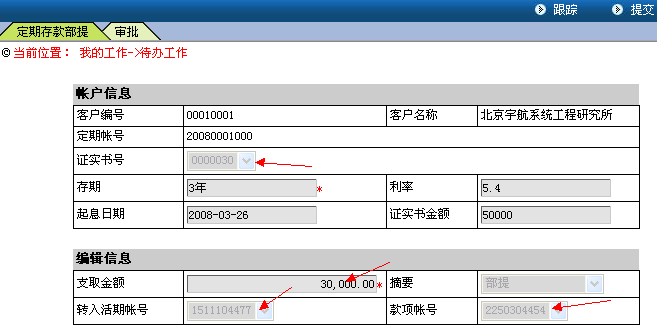 跟踪 提交
定期存款部提 审批
© 当前位置： 我的工作->待办工作
帐户信息
客户编号 00010001 客户名称 北京宇航系统工程研究所
定期帐号 20080001000
证实书号 0000030
存期 3年 * 利率 5.4
起息日期 2008-03-26 证实书金额 50000
编辑信息
支取金额 30,000.00 * 摘要 部提
转入活期帐号 1511104477 款项帐号 2250304454